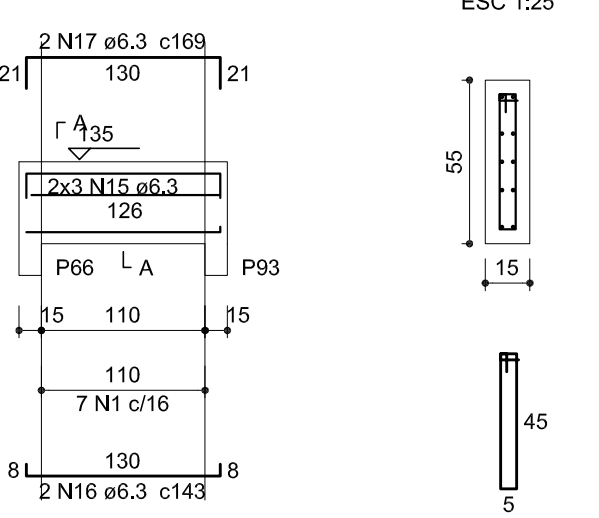 ESC 1:25
2 N17 ø6.3 c169
21 130 21
A
135
2x3 N15 ø6.3
126
P66 A P93
15 110 15
110
7 N1 c/16
8 130 8
2 N16 ø6.3 c143
55
15
45
5